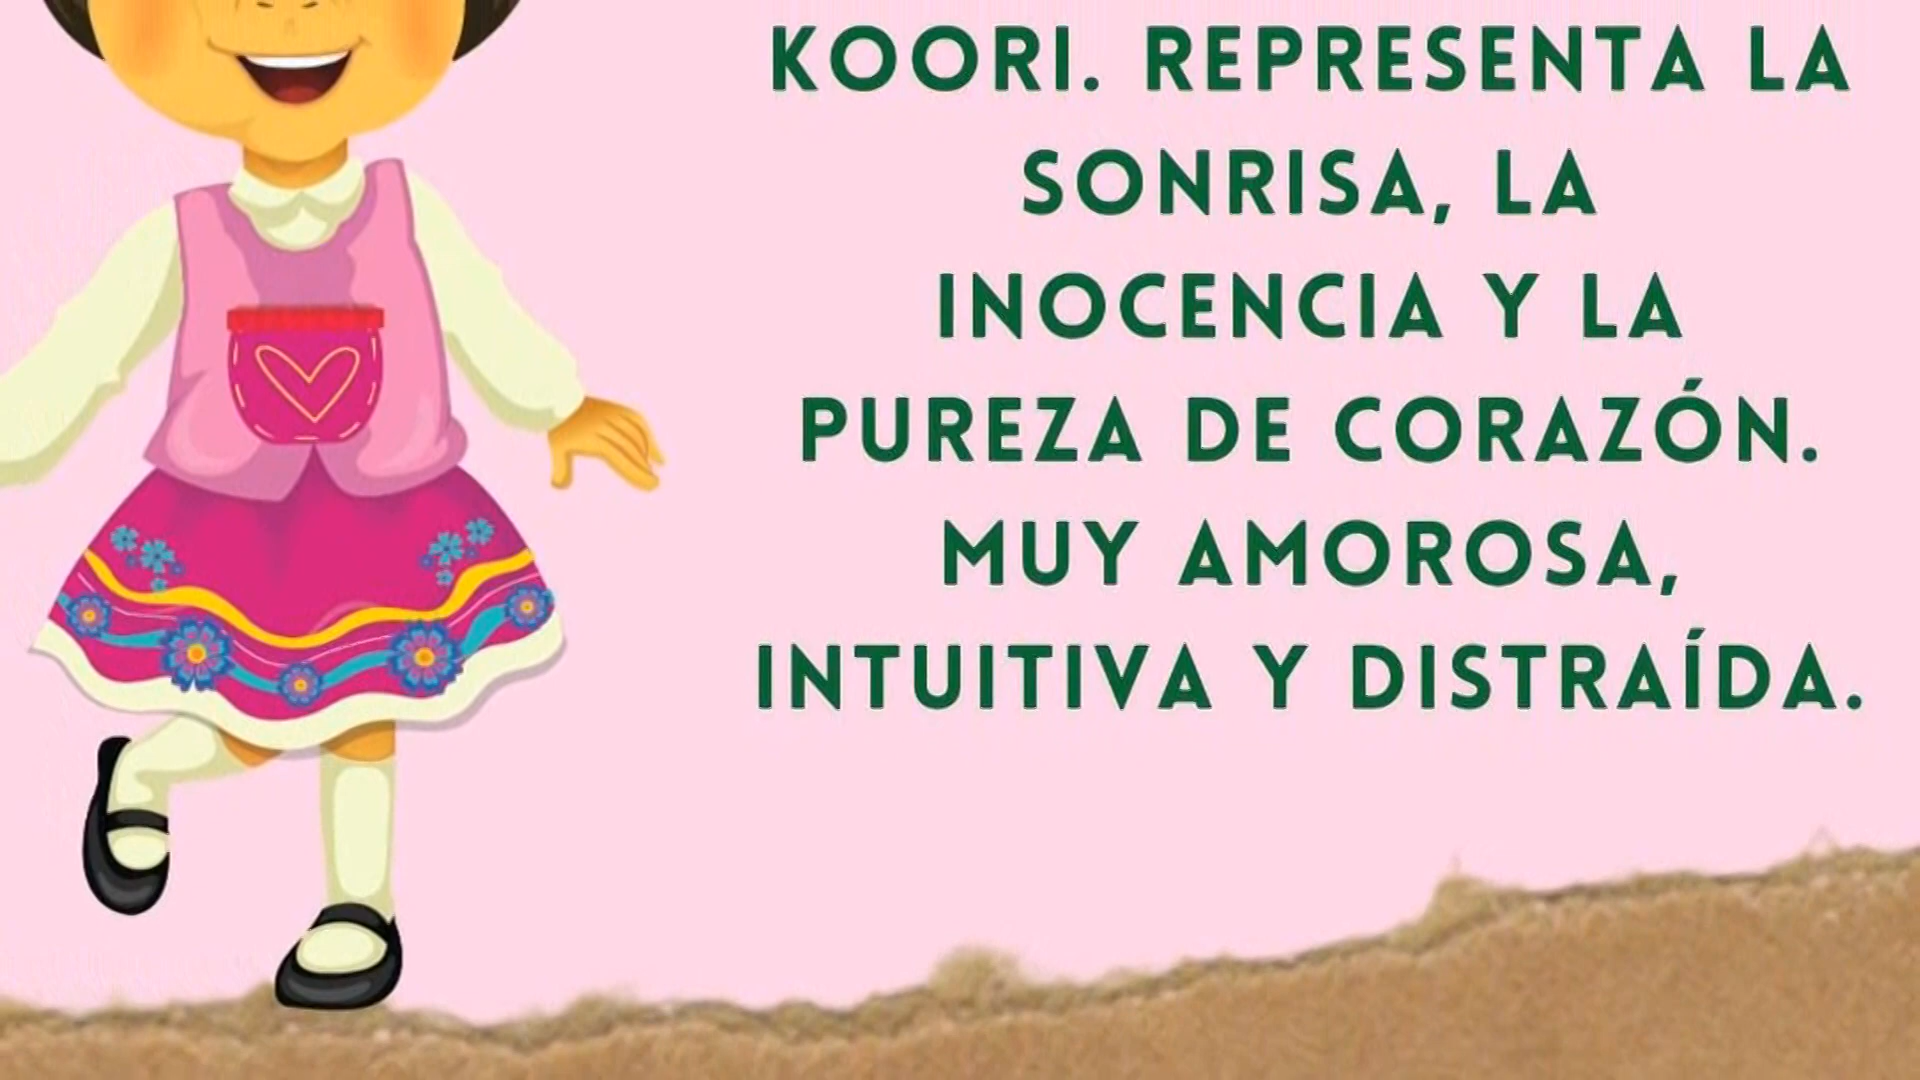 KOORI. REPRESENTA LA
SONRISA, LA
INOCENCIA Y LA
PUREZA DE CORAZÓN.
MUY AMOROSA,
INTUITIVA Y DISTRAÍDA.